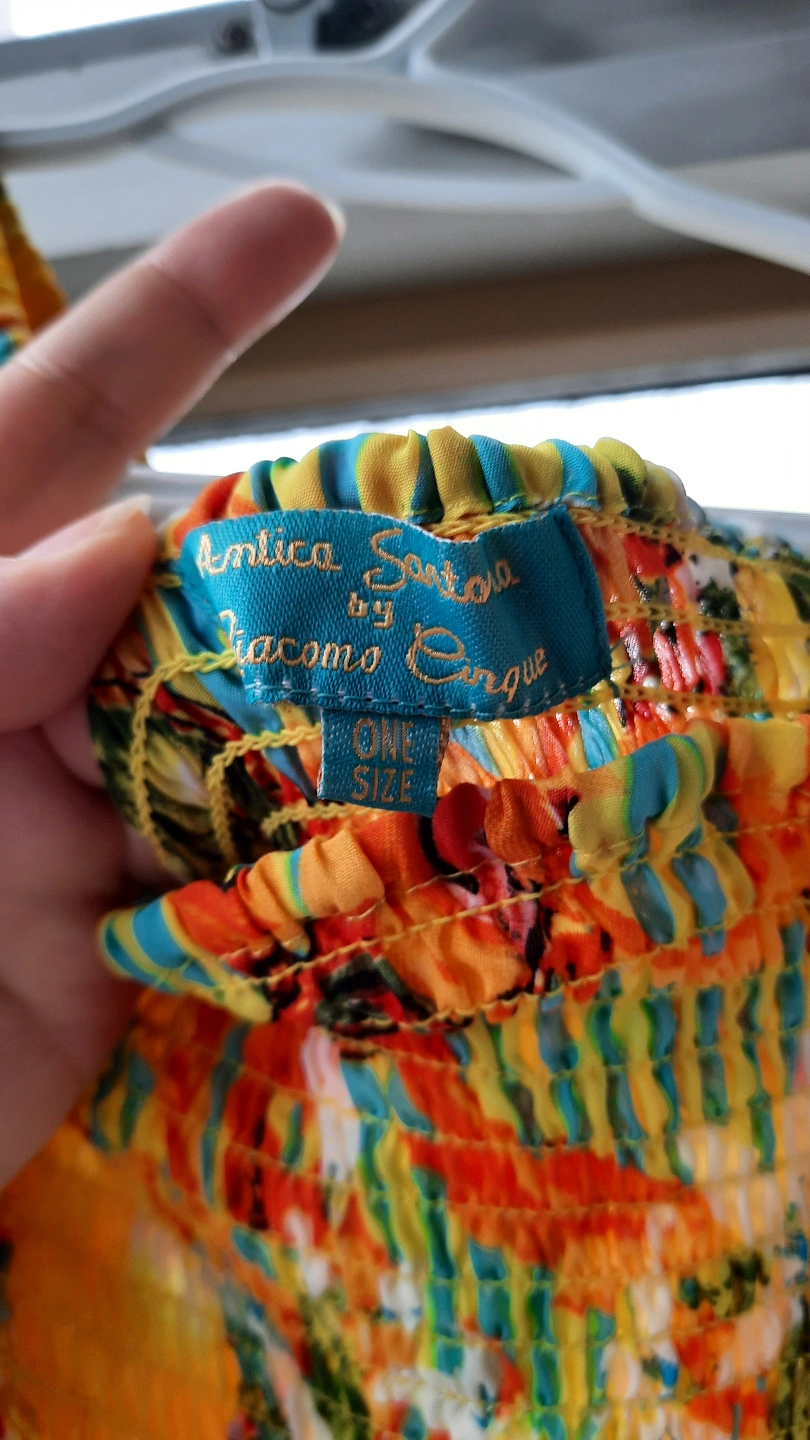 Antica Sartoria
by
Giacomo Cinque
ONE
SIZE